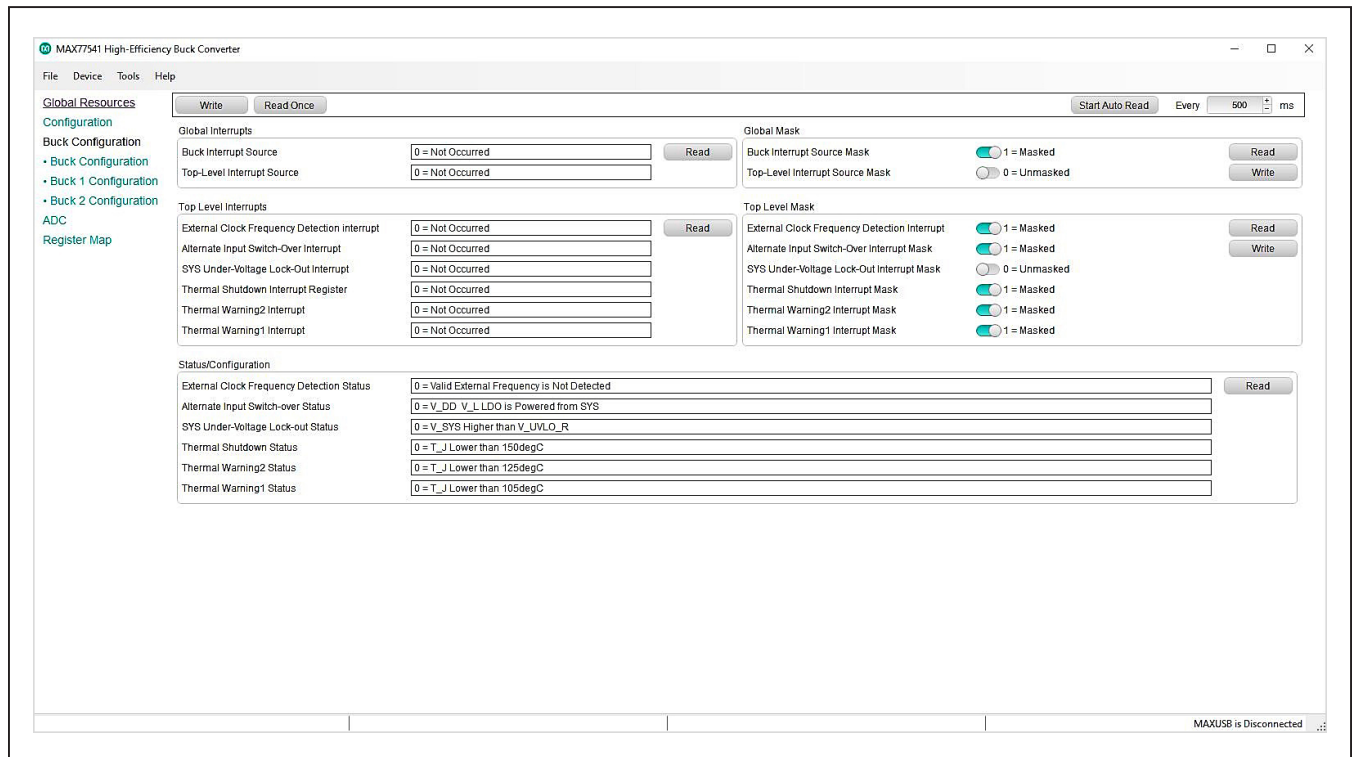 MAX77541 High-Efficiency Buck Converter
File Device Tools Help
Global Resources
Configuration
Buck Configuration
• Buck Configuration
• Buck 1 Configuration
• Buck 2 Configuration
ADC
Register Map
Write Read Once Start Auto Read Every 500 ms
Global Interrupts
Buck Interrupt Source 0 = Not Occurred Read
Top-Level Interrupt Source 0 = Not Occurred
Global Mask
Buck Interrupt Source Mask 1 = Masked Read
Top-Level Interrupt Source Mask 0 = Unmasked Write
Top Level Interrupts
External Clock Frequency Detection interrupt 0 = Not Occurred Read
Alternate Input Switch-Over Interrupt 0 = Not Occurred
SYS Under-Voltage Lock-Out Interrupt 0 = Not Occurred
Thermal Shutdown Interrupt Register 0 = Not Occurred
Thermal Warning2 Interrupt 0 = Not Occurred
Thermal Warning1 Interrupt 0 = Not Occurred
Top Level Mask
External Clock Frequency Detection Interrupt 1 = Masked Read
Alternate Input Switch-Over Interrupt Mask 1 = Masked Write
SYS Under-Voltage Lock-Out Interrupt Mask 0 = Unmasked
Thermal Shutdown Interrupt Mask 1 = Masked
Thermal Warning2 Interrupt Mask 1 = Masked
Thermal Warning1 Interrupt Mask 1 = Masked
Status/Configuration
External Clock Frequency Detection Status 0 = Valid External Frequency is Not Detected Read
Alternate Input Switch-over Status 0 = V_DD V_L LDO is Powered from SYS
SYS Under-Voltage Lock-out Status 0 = V_SYS Higher than V_UVLO_R
Thermal Shutdown Status 0 = T_J Lower than 150degC
Thermal Warning2 Status 0 = T_J Lower than 125degC
Thermal Warning1 Status 0 = T_J Lower than 105degC
MAXUSB is Disconnected